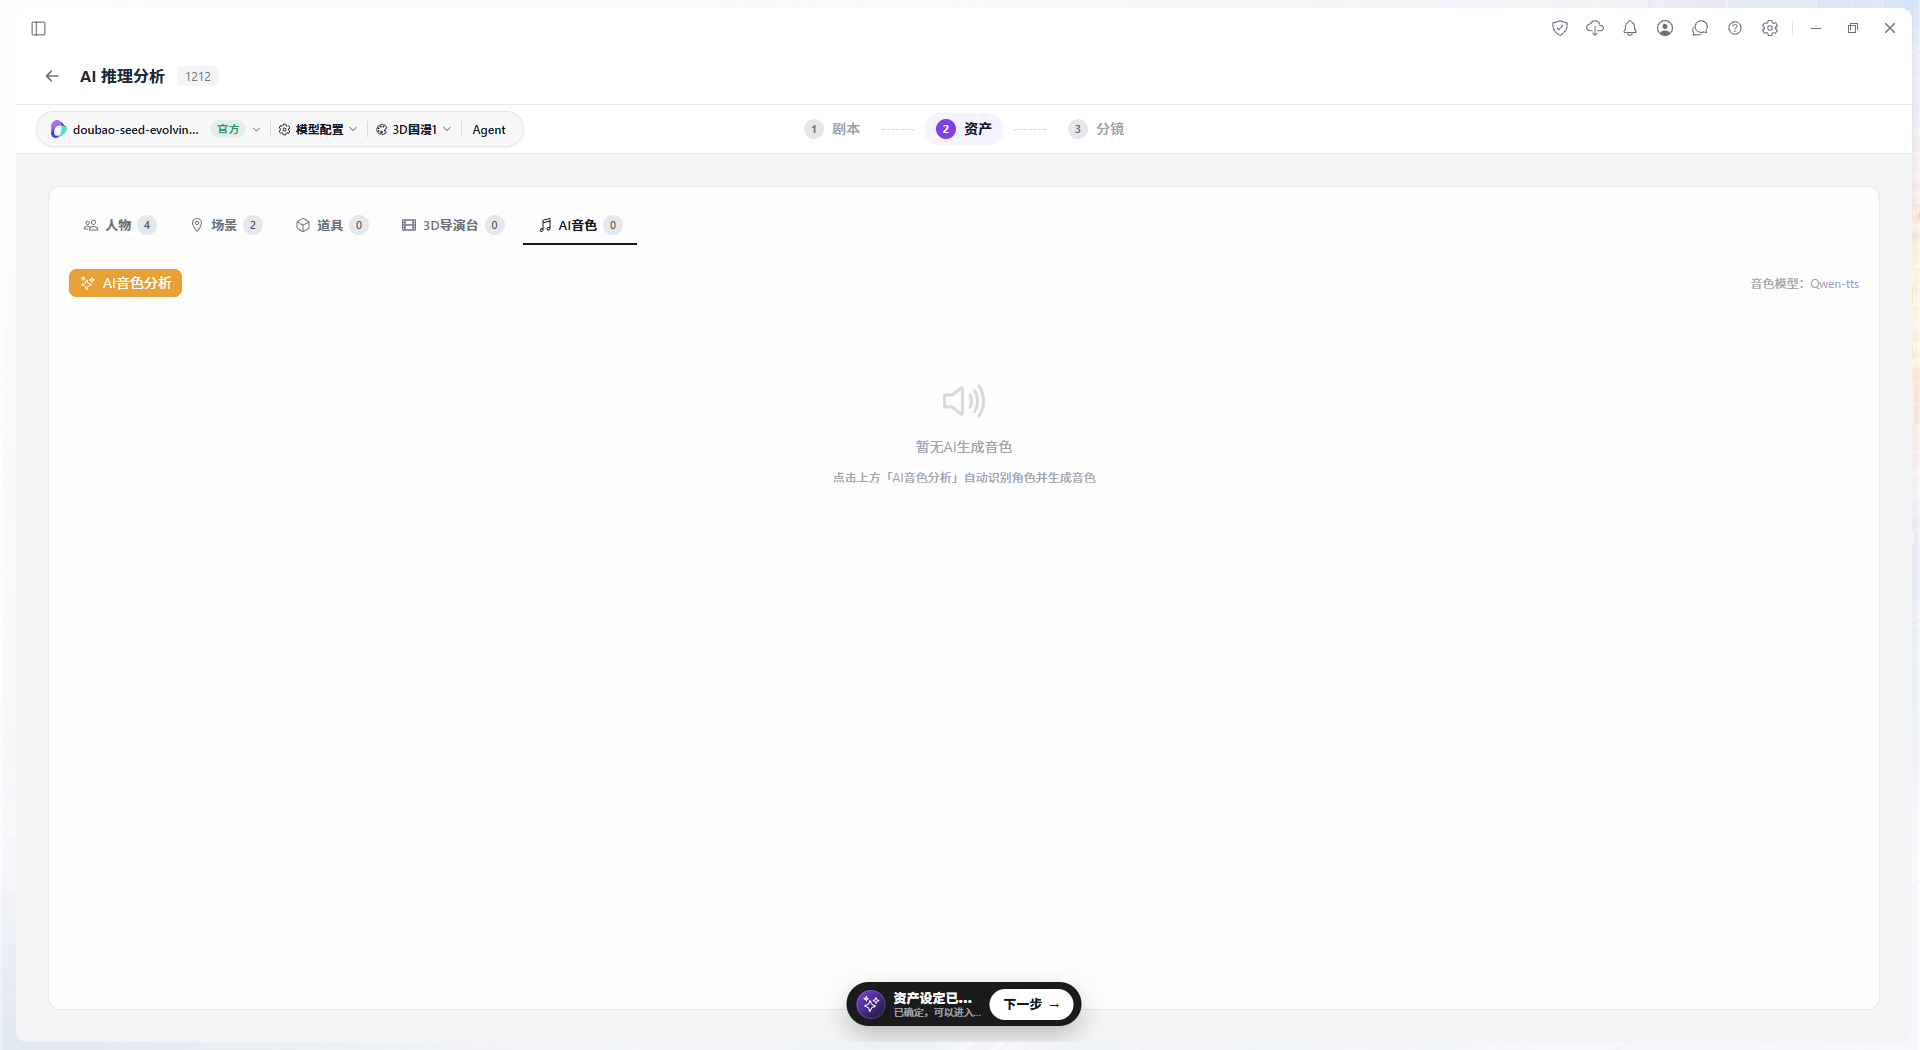 AI 推理分析 1212
doubao-seed-evolvin... 官方 模型配置 3D国漫1 Agent
1 剧本 2 资产 3 分镜
人物 4 场景 2 道具 0 3D导演台 0 AI音色 0
AI音色分析
音色模型：Qwen-tts
暂无AI生成音色
点击上方「AI音色分析」自动识别角色并生成音色
资产设定已...
已确定，可以进入...
下一步 →